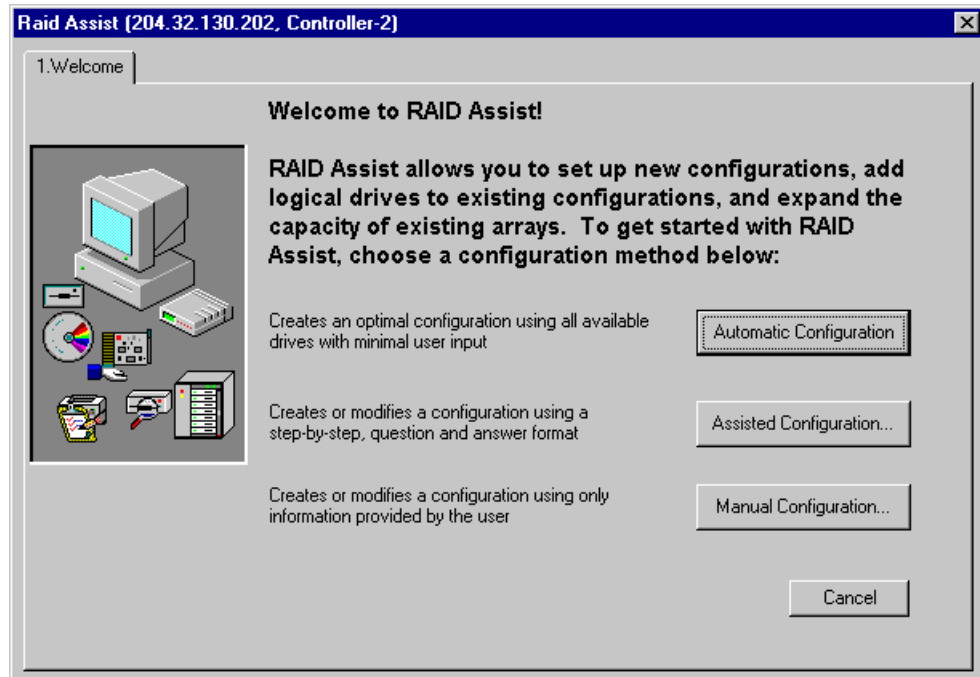 Raid Assist (204.32.130.202, Controller-2)
1.Welcome
Welcome to RAID Assist!
RAID Assist allows you to set up new configurations, add
logical drives to existing configurations, and expand the
capacity of existing arrays. To get started with RAID
Assist, choose a configuration method below:
Creates an optimal configuration using all available
drives with minimal user input
Automatic Configuration
Creates or modifies a configuration using a
step-by-step, question and answer format
Assisted Configuration...
Creates or modifies a configuration using only
information provided by the user
Manual Configuration...
Cancel